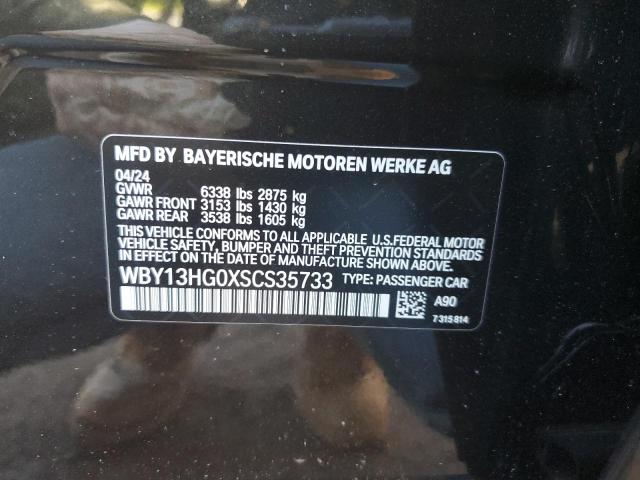 MFD BY BAYERISCHE MOTOREN WERKE AG
04/24
GVWR 6338 lbs 2875 kg
GAWR FRONT 3153 lbs 1430 kg
GAWR REAR 3538 lbs 1605 kg
THIS VEHICLE CONFORMS TO ALL APPLICABLE U.S.FEDERAL MOTOR
VEHICLE SAFETY, BUMPER AND THEFT PREVENTION STANDARDS
IN EFFECT ON THE DATE OF MANUFACTURE SHOWN ABOVE.
WBY13HG0XSCS35733 TYPE: PASSENGER CAR
A90
7315814